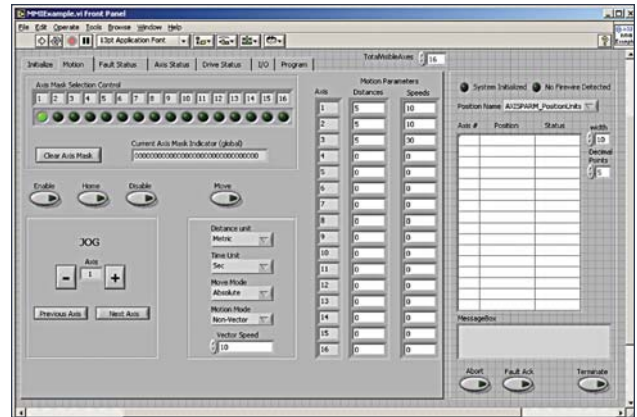 MMIExample.vi Front Panel
File Edit Operate Tools Browse Window Help
13pt Application Font
Initialize Motion Fault Status Axis Status Drive Status I/O Program
TotalVisibleAxes 16
Axis Mask Selection Control
1 2 3 4 5 6 7 8 9 10 11 12 13 14 15 16
Clear Axis Mask
Current Axis Mask Indicator (global)
Enable Home Disable Move
JOG
Axis
- 1 +
Previous Axis Next Axis
Distance unit
Metric
Time Unit
Sec
Move Mode
Absolute
Motion Mode
Non-Vector
Vector Speed
10
Motion Parameters
Axis Distances Speeds
1 5 10
2 5 10
3 5 30
4 0 0
5 0 0
6 0 0
7 0 0
8 0 0
9 0 0
10 0 0
11 0 0
12 0 0
13 0 0
14 0 0
15 0 0
16 0 0
System Initialized No Firewire Detected
Position Name AXISPARM_PositionUnits
Axis # Position Status
width
10
Decimal
Points
5
MessageBox
Abort Fault Ack Terminate